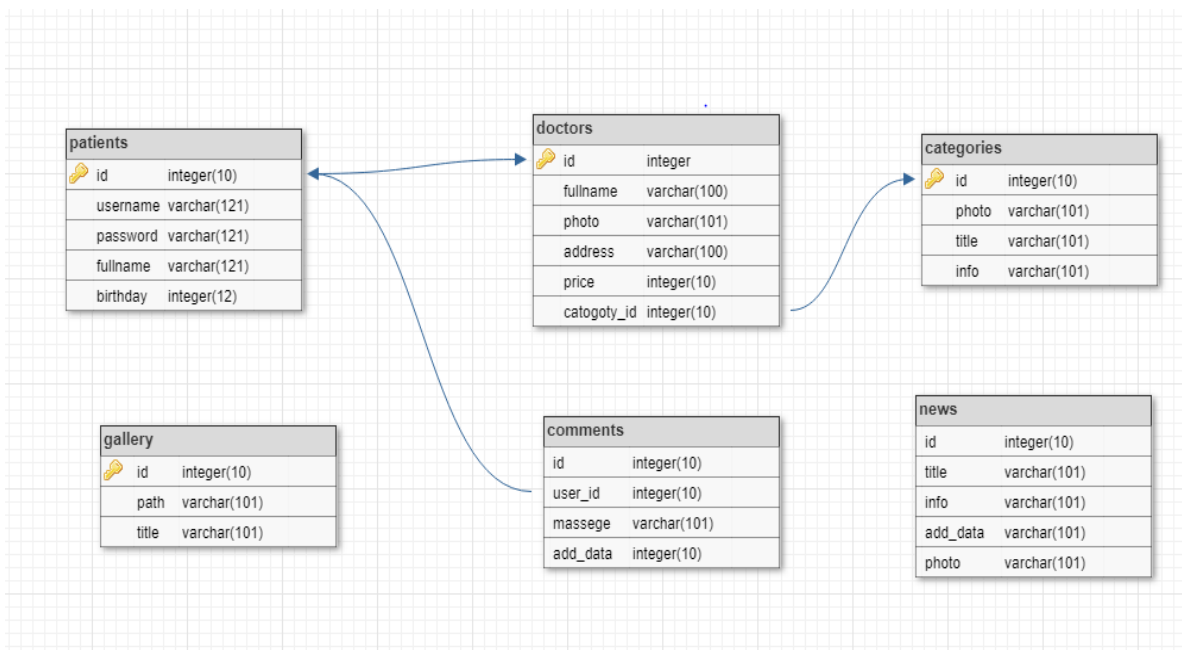 patients
id integer(10)
username varchar(121)
password varchar(121)
fullname varchar(121)
birthday integer(12)
doctors
id integer
fullname varchar(100)
photo varchar(101)
address varchar(100)
price integer(10)
catogoty_id integer(10)
categories
id integer(10)
photo varchar(101)
title varchar(101)
info varchar(101)
gallery
id integer(10)
path varchar(101)
title varchar(101)
comments
id integer(10)
user_id integer(10)
massege varchar(101)
add_data integer(10)
news
id integer(10)
title varchar(101)
info varchar(101)
add_data varchar(101)
photo varchar(101)